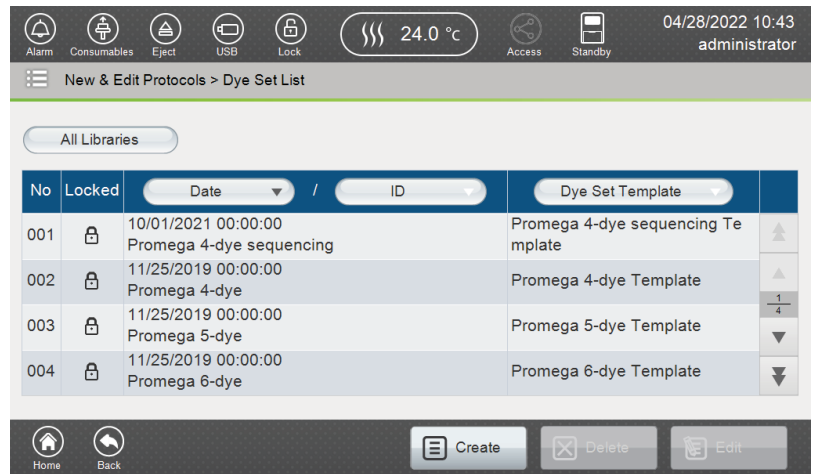 04/28/2022 10:43
24.0 °c
administrator
Alarm Consumables Eject USB Lock Access Standby
New & Edit Protocols > Dye Set List
All Libraries
No Locked Date / ID Dye Set Template
10/01/2021 00:00:00 Promega 4-dye sequencing Te
001
Promega 4-dye sequencing mplate
11/25/2019 00:00:00
002 Promega 4-dye Template
Promega 4-dye
1
4
11/25/2019 00:00:00
003 Promega 5-dye Template
Promega 5-dye
11/25/2019 00:00:00
004 Promega 6-dye Template
Promega 6-dye
Create Delete Edit
Home Back